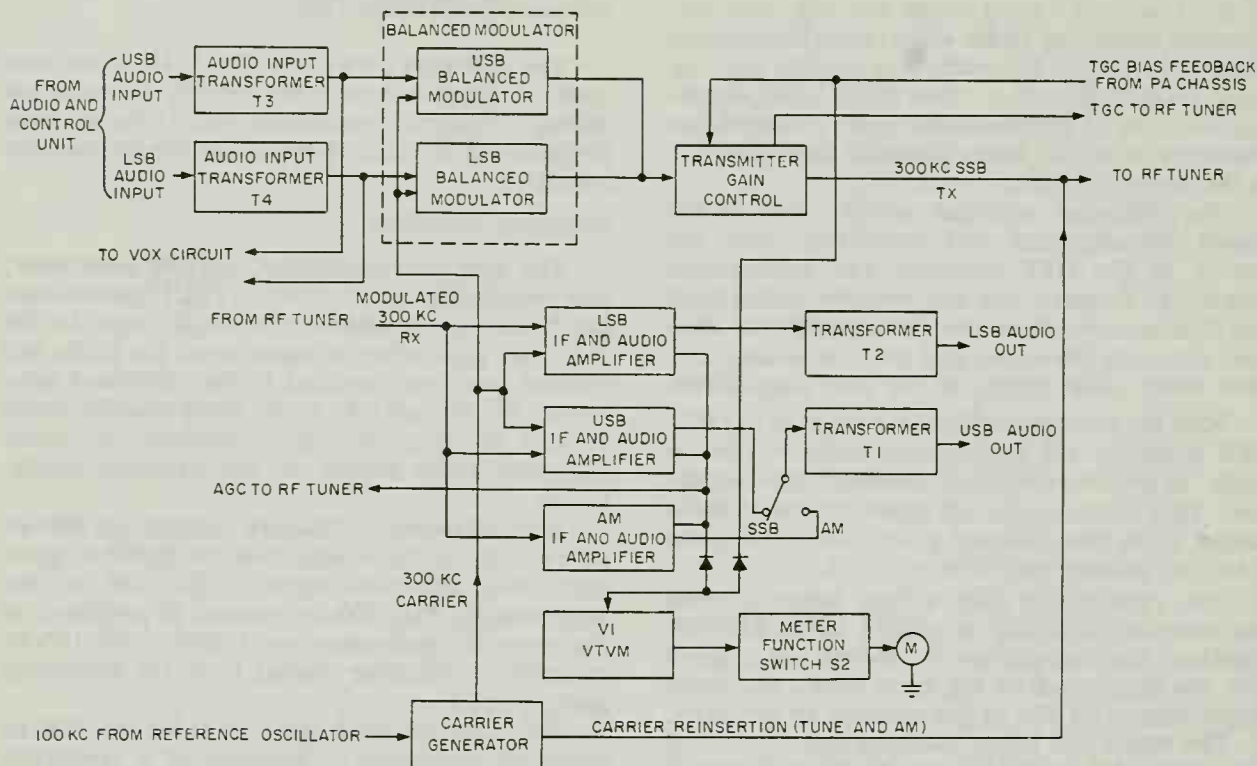 BALANCED MODULATOR
FROM
AUDIO AND
CONTROL
UNIT
USB
AUDIO
INPUT
AUDIO INPUT
TRANSFORMER
T3
USB
BALANCED
MODULATOR
LSB
AUDIO
INPUT
AUDIO INPUT
TRANSFORMER
T4
LSB
BALANCED
MODULATOR
TRANSMITTER
GAIN
CONTROL
TGC BIAS FEEOBACK
FROM PA CHASSIS
TGC TO RF TUNER
300 KC SSB
TX
TO RF TUNER
TO VOX CIRCUIT
FROM RF TUNER
MODULATED
300 KC
RX
LSB
IF AND AUDIO
AMPLIFIER
TRANSFORMER
T2
LSB AUDIO
OUT
USB
IF AND AUDIO
AMPLIFIER
TRANSFORMER
T1
USB AUDIO
OUT
AGC TO RF TUNER
SSB
AM
AM
IF ANO AUDIO
AMPLIFIER
300 KC
CARRIER
V1
VTVM
METER
FUNCTION
SWITCH S2
M
100 KC FROM REFERENCE OSCILLATOR
CARRIER
GENERATOR
CARRIER REINSERTION (TUNE AND AM)